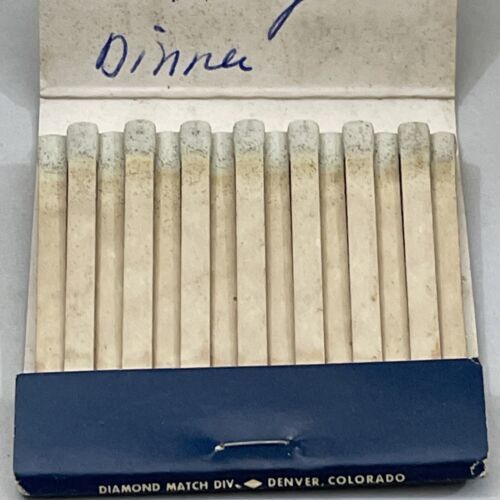 Dinner
DIAMOND MATCH DIV. ◆ DENVER, COLORADO